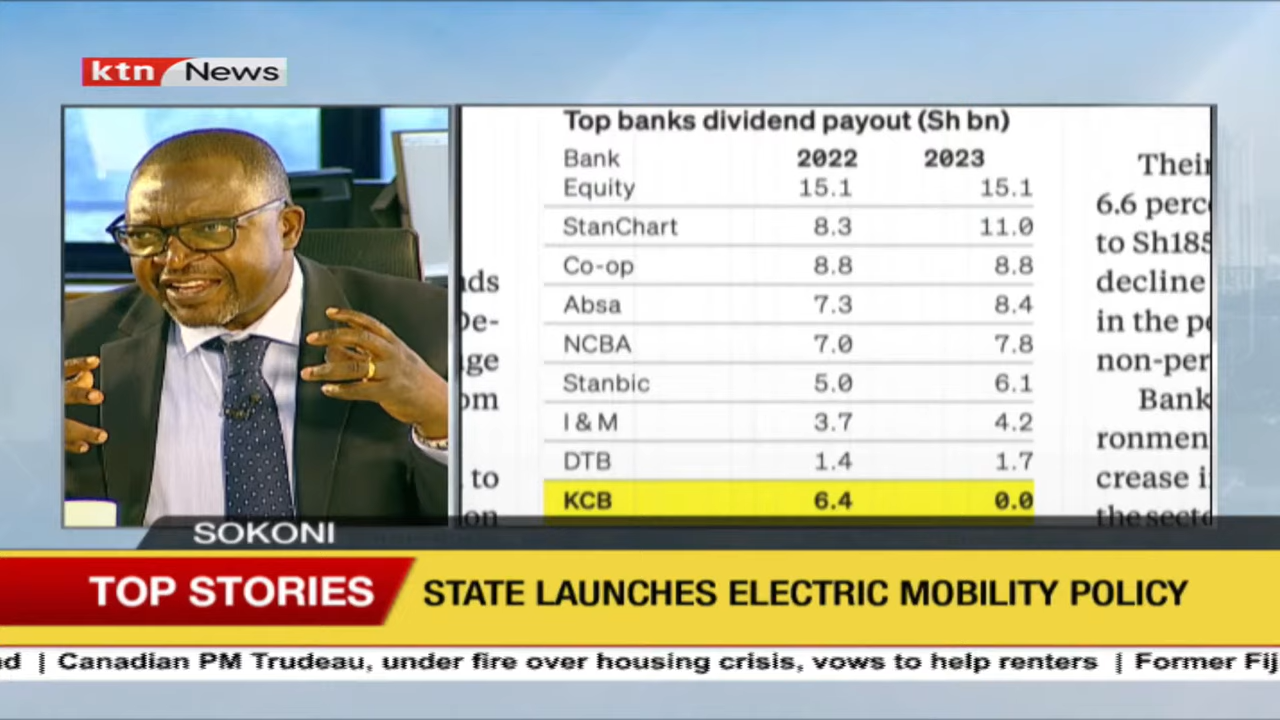 ktn News
Top banks dividend payout (Sh bn)
Bank 2022 2023
Equity 15.1 15.1
StanChart 8.3 11.0
Co-op 8.8 8.8
Absa 7.3 8.4
NCBA 7.0 7.8
Stanbic 5.0 6.1
I & M 3.7 4.2
DTB 1.4 1.7
KCB 6.4 0.0
to
Their
6.6 perc
to Sh185
decline
in the p
non-per
Bank
ronmen
crease i
the sect
SOKONI
TOP STORIES STATE LAUNCHES ELECTRIC MOBILITY POLICY
| Canadian PM Trudeau, under fire over housing crisis, vows to help renters | Former Fij